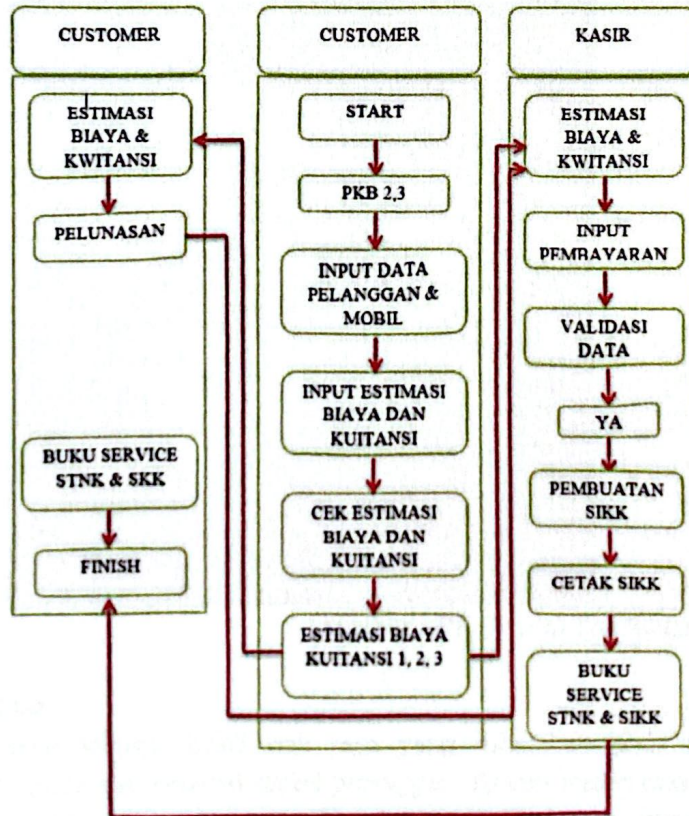 CUSTOMER
ESTIMASI
BIAYA &
KWITANSI
PELUNASAN
BUKU SERVICE
STNK & SKK
FINISH
CUSTOMER
START
PKB 2,3
INPUT DATA
PELANGGAN &
MOBIL
INPUT ESTIMASI
BIAYA DAN
KUITANSI
CEK ESTIMASI
BIAYA DAN
KUITANSI
ESTIMASI BIAYA
KUITANSI 1, 2, 3
KASIR
ESTIMASI
BIAYA &
KWITANSI
INPUT
PEMBAYARAN
VALIDASI
DATA
YA
PEMBUATAN
SIKK
CETAK SIKK
BUKU
SERVICE
STNK & SIKK